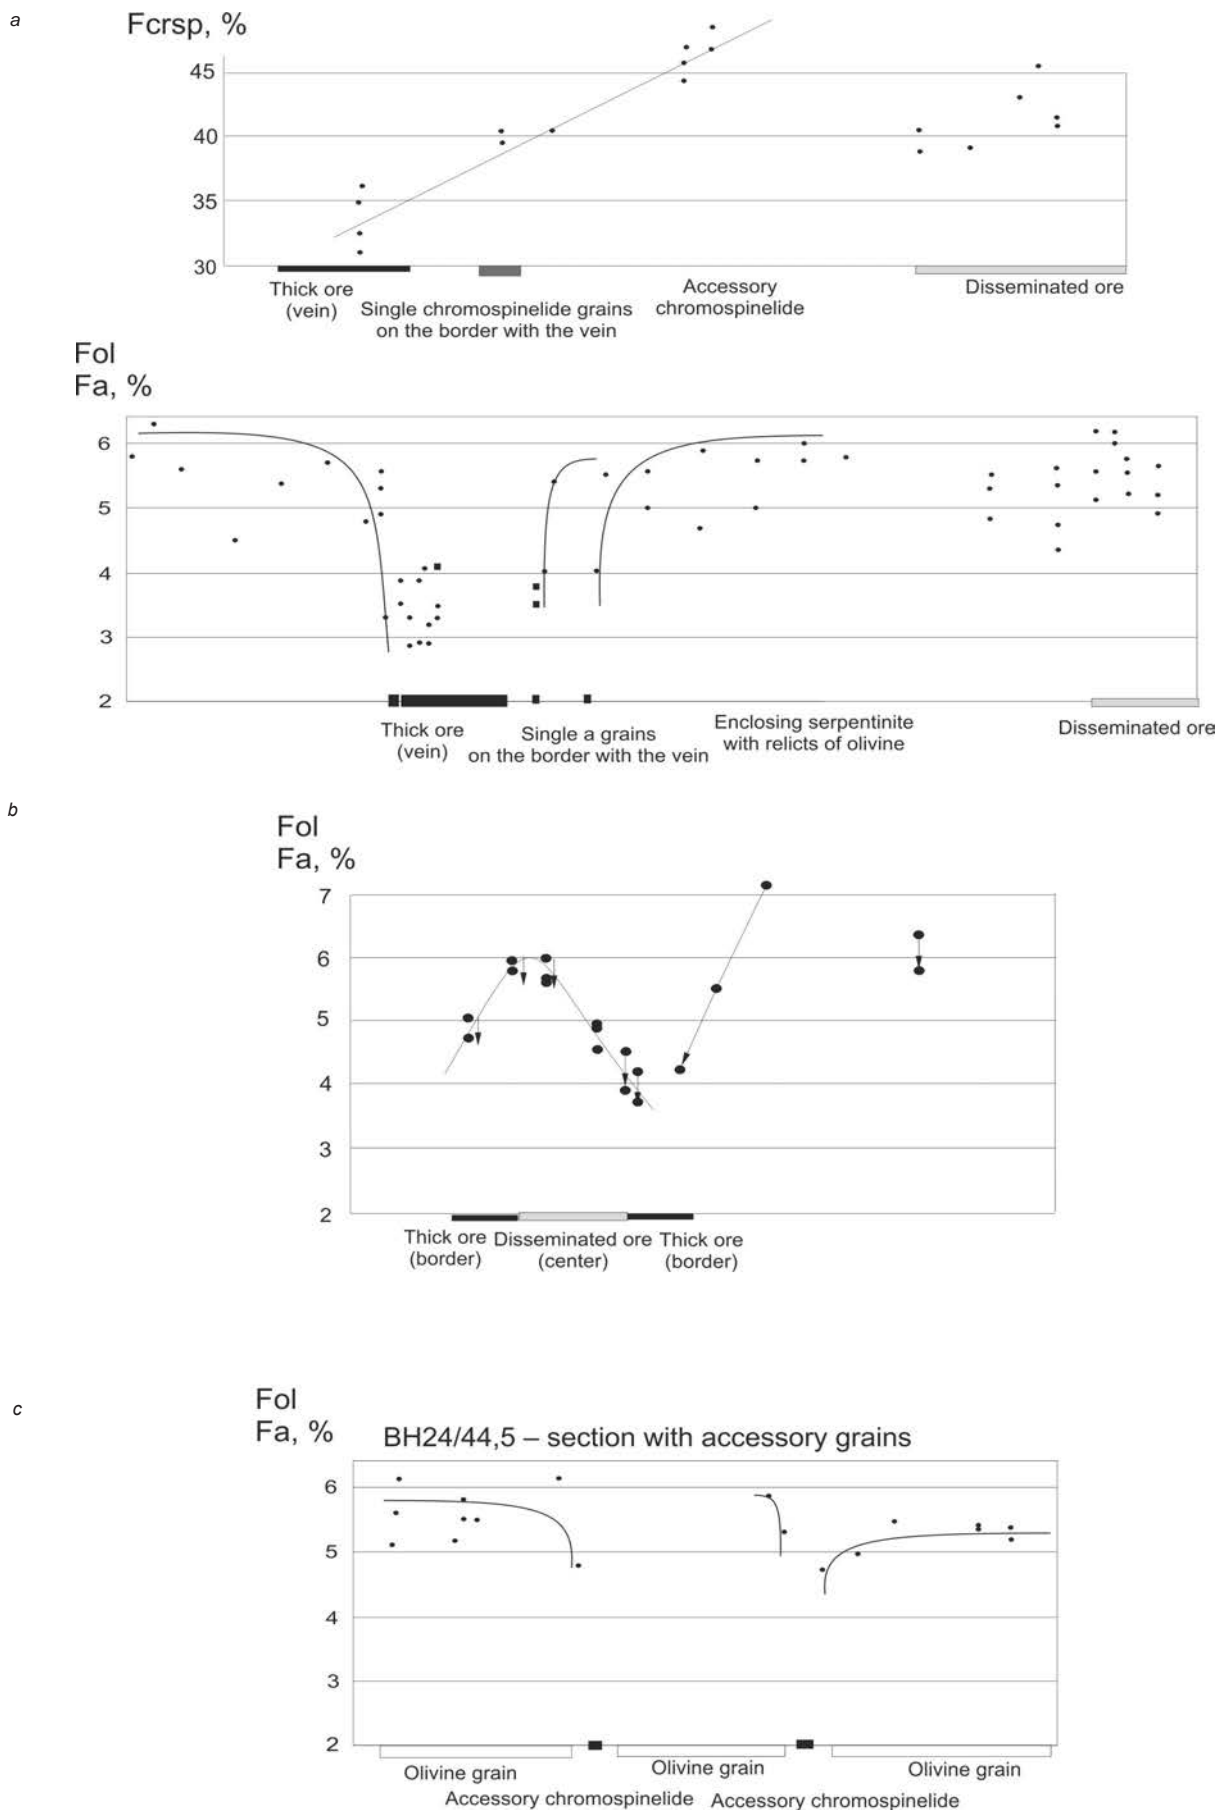 a
Fcrsp, %
45
40
35
30
Thick ore
(vein)
Single chromospinelide grains
on the border with the vein
Accessory
chromospinelide
Disseminated ore
Fol
Fa, %
6
5
4
3
2
Thick ore
(vein)
Single a grains
on the border with the vein
Enclosing serpentinite
with relicts of olivine
Disseminated ore
b
Fol
Fa, %
7
6
5
4
3
2
Thick ore
(border)
Disseminated ore
(center)
Thick ore
(border)
c
Fol
Fa, %
BH24/44,5 – section with accessory grains
6
5
4
3
2
Olivine grain
Olivine grain
Olivine grain
Accessory chromospinelide
Accessory chromospinelide